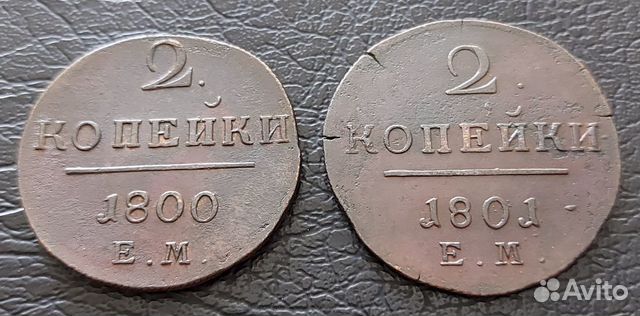 2.
КОПЕЙКИ
1800
Е.М.
2.
КОПЕЙКИ
1801
Е.М.
Avito